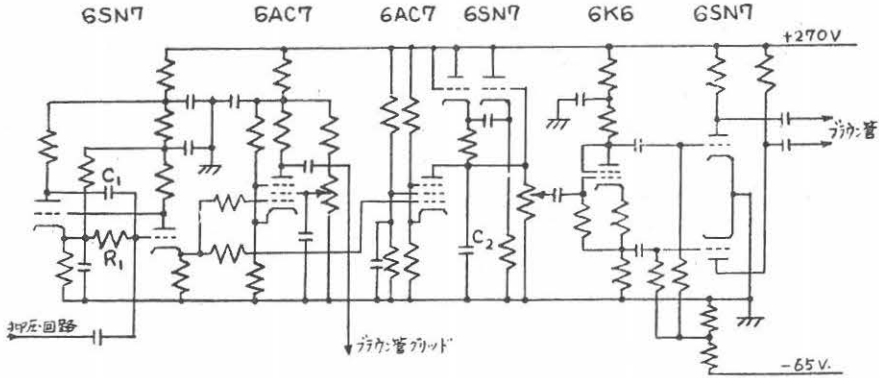 6SN7 6AC7 6AC7 6SN7 6K6 6SN7
+270V
ブラウン管
C₁
R₁
C₂
抑圧回路
ブラウン管グリッド
-65V.